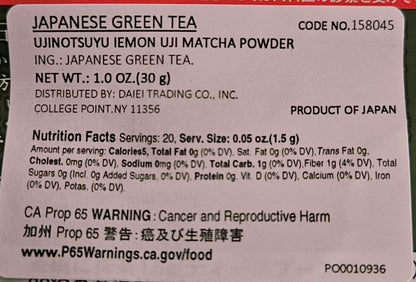 JAPANESE GREEN TEA
CODE NO.158045
UJINOTSUYU IEMON UJI MATCHA POWDER
ING.: JAPANESE GREEN TEA.
NET WT.: 1.0 OZ.(30 g)
DISTRIBUTED BY: DAIEI TRADING CO., INC.
COLLEGE POINT.NY 11356
PRODUCT OF JAPAN
Nutrition Facts Servings: 20, Serv. Size: 0.05 oz.(1.5 g)
Amount per serving: Calories5, Total Fat 0g (0% DV), Sat. Fat 0g (0% DV),Trans Fat 0g,
Cholest. 0mg (0% DV), Sodium 0mg (0% DV), Total Carb. 1g (0% DV),Fiber 1g (4% DV), Total
Sugars 0g (Incl. 0g Added Sugars, 0% DV), Protein 0g, Vit. D (0% DV), Calcium (0% DV), Iron
(0% DV), Potas, (0% DV).
CA Prop 65 WARNING : Cancer and Reproductive Harm
加州 Prop 65 警告 : 癌及び生殖障害
www.P65Warnings.ca.gov/food
PO0010936